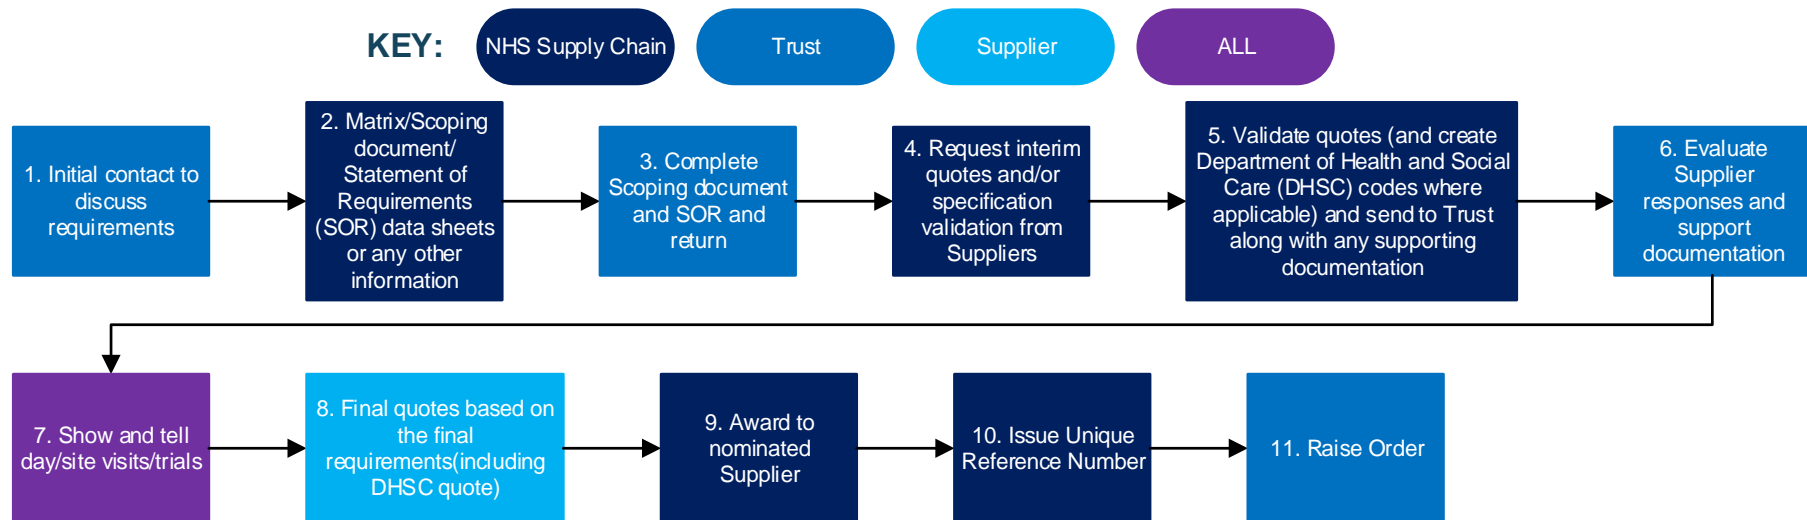 KEY:
NHS Supply Chain
Trust
Supplier
ALL
1. Initial contact to
discuss
requirements
2. Matrix/Scoping
document/
Statement of
Requirements
(SOR) data sheets
or any other
information
3. Complete
Scoping document
and SOR and
return
4. Request interim
quotes and/or
specification
validation from
Suppliers
5. Validate quotes (and create
Department of Health and Social
Care (DHSC) codes where
applicable) and send to Trust
along with any supporting
documentation
6. Evaluate
Supplier
responses and
support
documentation
7. Show and tell
day/site visits/trials
8. Final quotes based on
the final
requirements(including
DHSC quote)
9. Award to
nominated
Supplier
10. Issue Unique
Reference Number
11. Raise Order